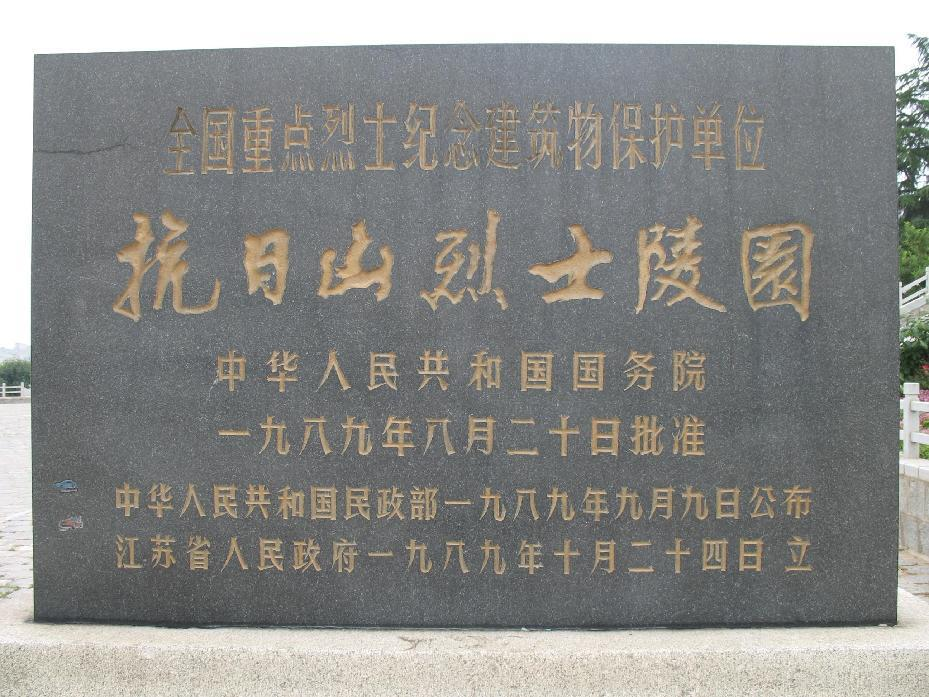 全国重点烈士纪念建筑物保护单位
抗日山烈士陵园
中华人民共和国国务院
一九八九年八月二十日批准
中华人民共和国民政部一九八九年九月九日公布
江苏省人民政府一九八九年十月二十四日立